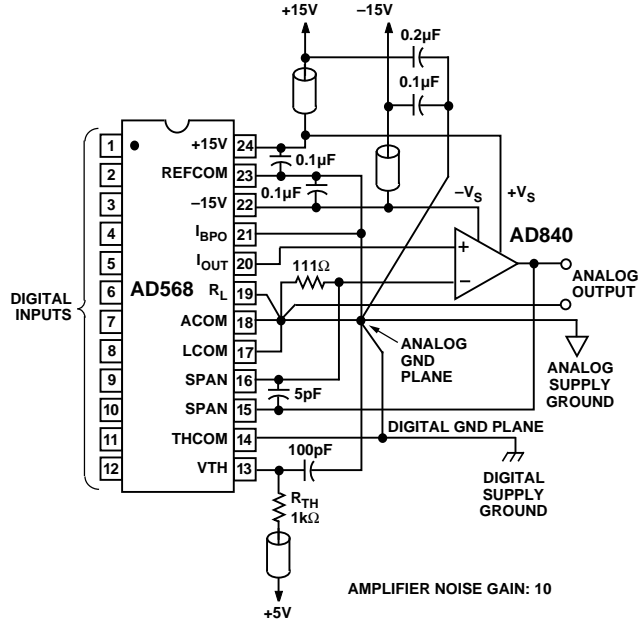 +15V
–15V
0.2µF
0.1µF
1
+15V
24
0.1µF
2
REFCOM
23
0.1µF
3
–15V
22
–VS
+VS
4
IBPO
21
AD840
5
IOUT
20
+
–
ANALOG
OUTPUT
111Ω
DIGITAL
INPUTS
6
AD568
RL
19
7
ACOM
18
8
LCOM
17
ANALOG
GND
PLANE
ANALOG
SUPPLY
GROUND
9
SPAN
16
5pF
10
SPAN
15
DIGITAL GND PLANE
11
THCOM
14
100pF
12
VTH
13
DIGITAL
SUPPLY
GROUND
RTH
1kΩ
+5V
AMPLIFIER NOISE GAIN: 10